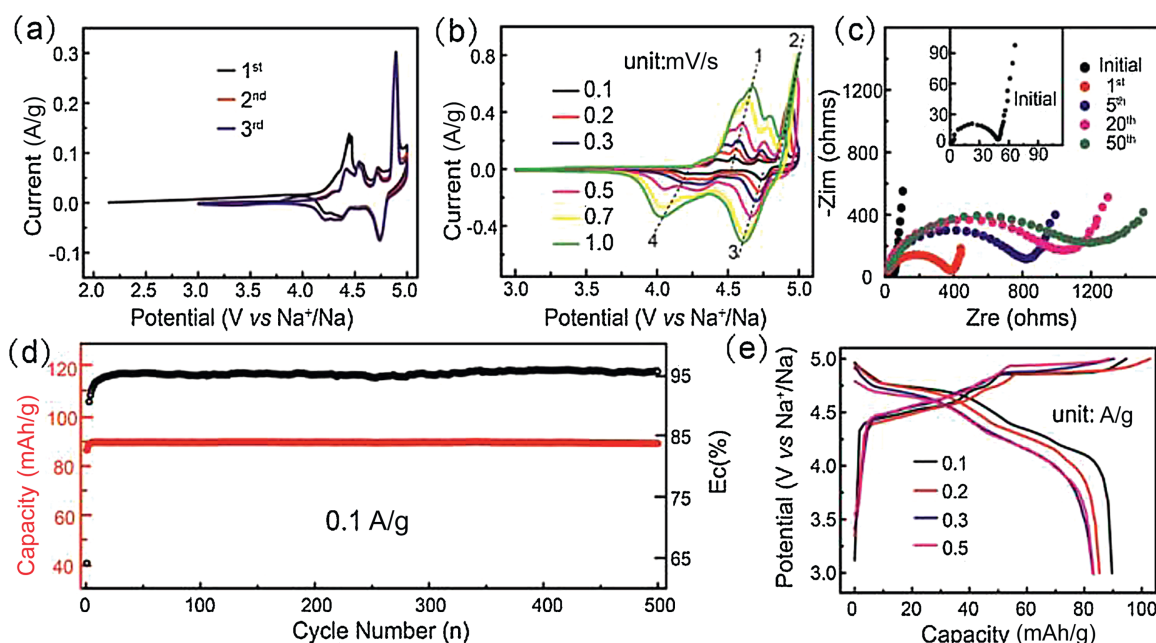 (a)
1st
2nd
3rd
Current (A/g)
0.4
0.3
0.2
0.1
0.0
-0.1
2.0 2.5 3.0 3.5 4.0 4.5 5.0
Potential (V vs Na+/Na)
(b)
unit:mV/s
0.1
0.2
0.3
0.5
0.7
1.0
1
2
3
4
Current (A/g)
0.8
0.4
0.0
-0.4
3.0 3.5 4.0 4.5 5.0
Potential (V vs Na+/Na)
(c)
90
60
30
0
0 30 60 90
Initial
Initial
1st
5th
20th
50th
-Zim (ohms)
1400
800
400
0
0 400 800 1200
Zre (ohms)
(d)
Capacity (mAh/g)
120
100
80
60
40
0.1 A/g
95
85
75
65
Ec(%)
0 100 200 300 400 500
Cycle Number (n)
(e)
unit: A/g
0.1
0.2
0.3
0.5
Potential (V vs Na+/Na)
5.0
4.5
4.0
3.5
3.0
0 20 40 60 80 100
Capacity (mAh/g)